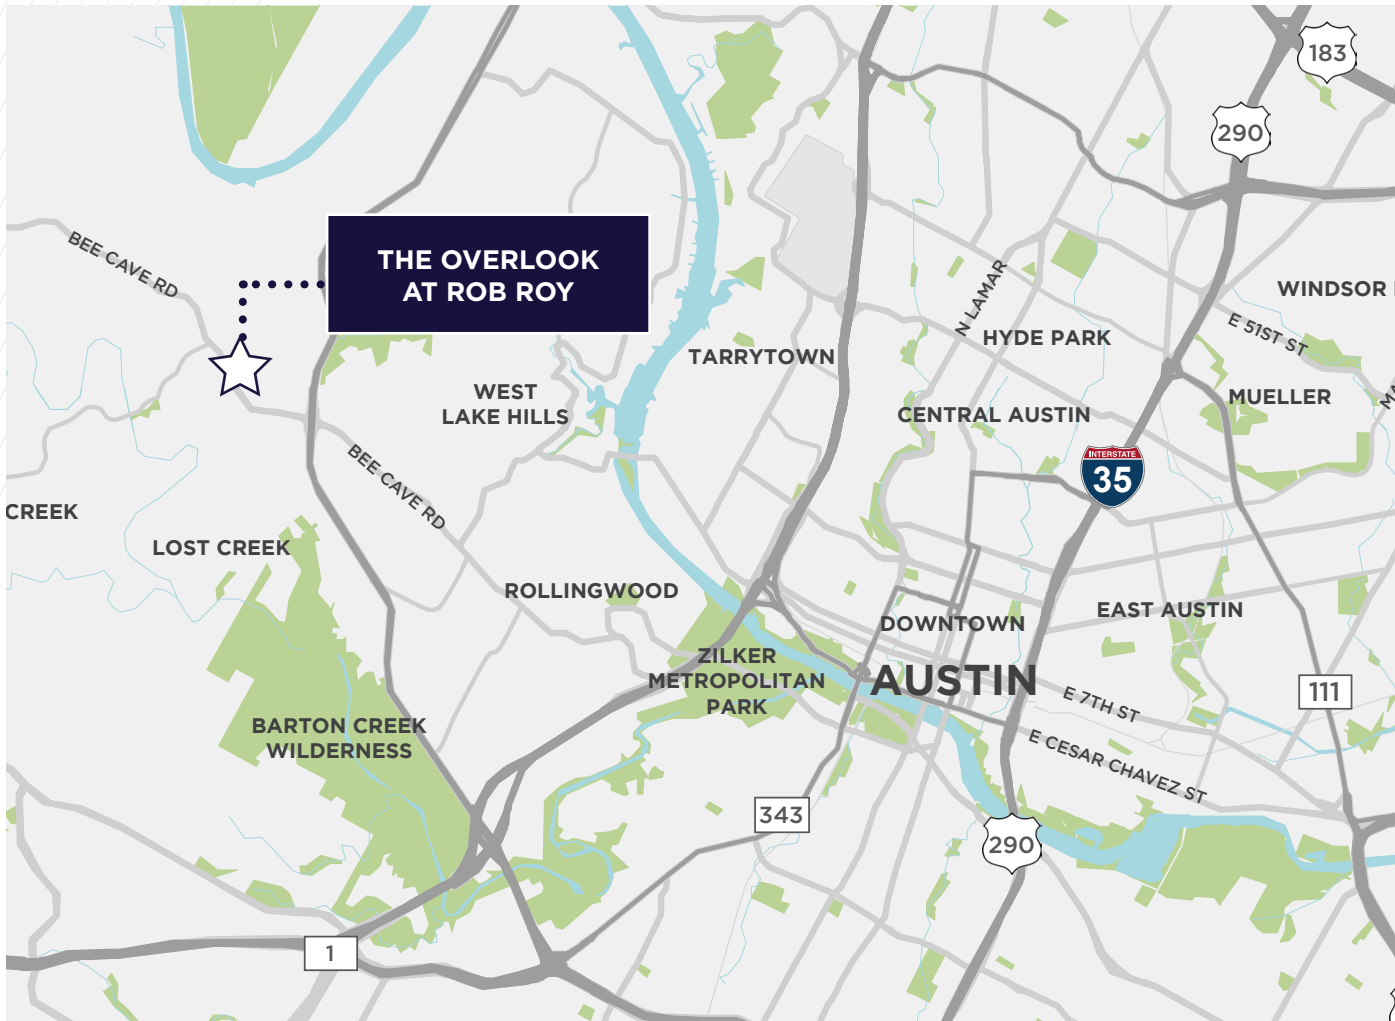 183
290
BEE CAVE RD
THE OVERLOOK
AT ROB ROY
N LAMAR
WINDSOR
E 51ST ST
HYDE PARK
TARRYTOWN
WEST
LAKE HILLS
MUELLER
CENTRAL AUSTIN
INTERSTATE
35
BEE CAVE RD
CREEK
LOST CREEK
ROLLINGWOOD
EAST AUSTIN
DOWNTOWN
ZILKER
METROPOLITAN
PARK
AUSTIN
111
E 7TH ST
BARTON CREEK
WILDERNESS
E CESAR CHAVEZ ST
343
290
1